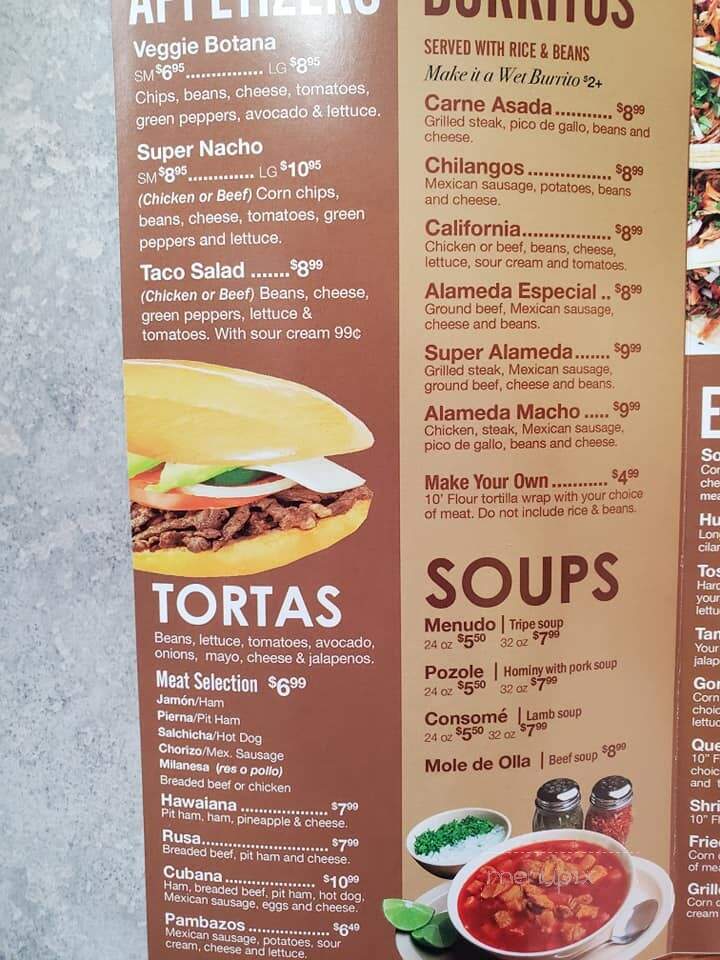 APPETIZERS
Veggie Botana
SM $6.95.............. LG $8.95
Chips, beans, cheese, tomatoes,
green peppers, avocado & lettuce.
Super Nacho
SM $8.95............. LG $10.95
(Chicken or Beef) Corn chips,
beans, cheese, tomatoes, green
peppers and lettuce.
Taco Salad .......$8.99
(Chicken or Beef) Beans, cheese,
green peppers, lettuce &
tomatoes. With sour cream 99¢
TORTAS
Beans, lettuce, tomatoes, avocado,
onions, mayo, cheese & jalapenos.
Meat Selection $6.99
Jamón/Ham
Pierna/Pit Ham
Salchicha/Hot Dog
Chorizo/Mex. Sausage
Milanesa (res o pollo)
Breaded beef or chicken
Hawaiana .................. $7.99
Pit ham, ham, pineapple & cheese.
Rusa......................... $7.99
Breaded beef, pit ham and cheese.
Cubana .................... $10.99
Ham, breaded beef, pit ham, hot dog,
Mexican sausage, eggs and cheese.
Pambazos ................. $6.49
Mexican sausage, potatoes, sour
cream, cheese and lettuce.
BURRITOS
SERVED WITH RICE & BEANS
Make it a Wet Burrito $2+
Carne Asada........... $8.99
Grilled steak, pico de gallo, beans and
cheese.
Chilangos................ $8.99
Mexican sausage, potatoes, beans
and cheese.
California................. $8.99
Chicken or beef, beans, cheese,
lettuce, sour cream and tomatoes.
Alameda Especial .. $8.99
Ground beef, Mexican sausage,
cheese and beans.
Super Alameda....... $9.99
Grilled steak, Mexican sausage,
ground beef, cheese and beans.
Alameda Macho ..... $9.99
Chicken, steak, Mexican sausage,
pico de gallo, beans and cheese.
Make Your Own ........... $4.99
10' Flour tortilla wrap with your choice
of meat. Do not include rice & beans.
SOUPS
Menudo | Tripe soup
24 oz $5.50 32 oz $7.99
Pozole | Hominy with pork soup
24 oz $5.50 32 oz $7.99
Consomé | Lamb soup
24 oz $5.50 32 oz $7.99
Mole de Olla | Beef soup $8.99
menupix